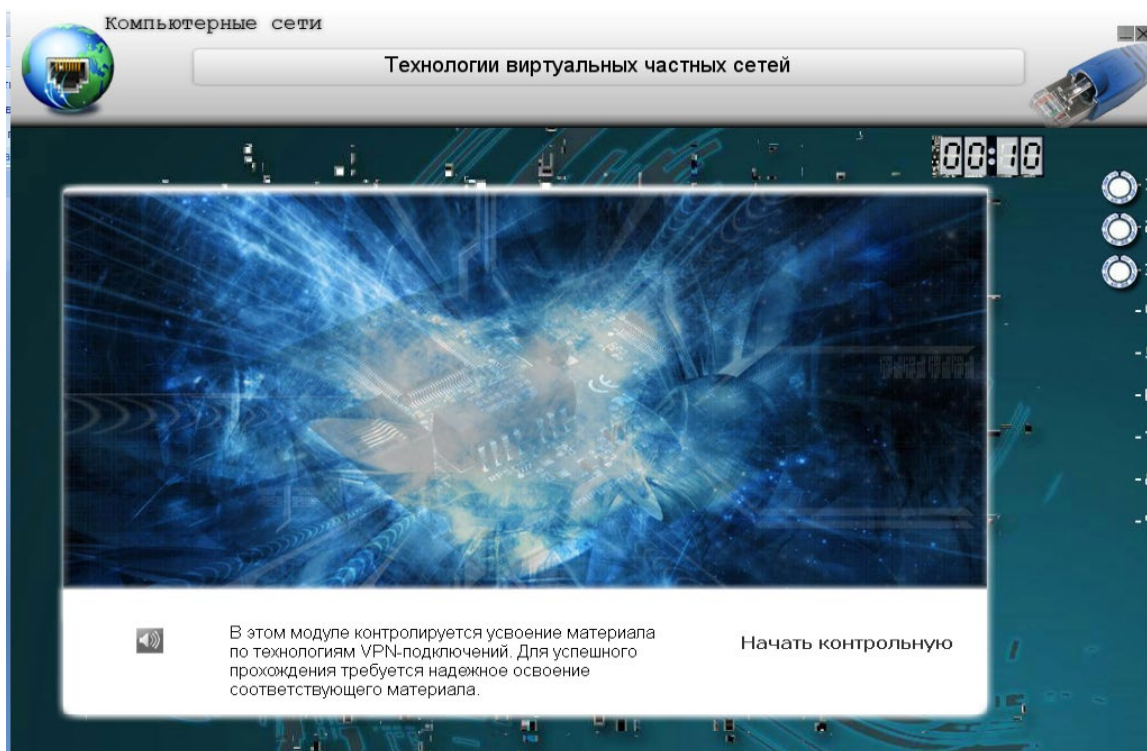 Компьютерные сети
Технологии виртуальных частных сетей
00:10
В этом модуле контролируется усвоение материала
по технологиям VPN-подключений. Для успешного
прохождения требуется надежное освоение
соответствующего материала.
Начать контрольную